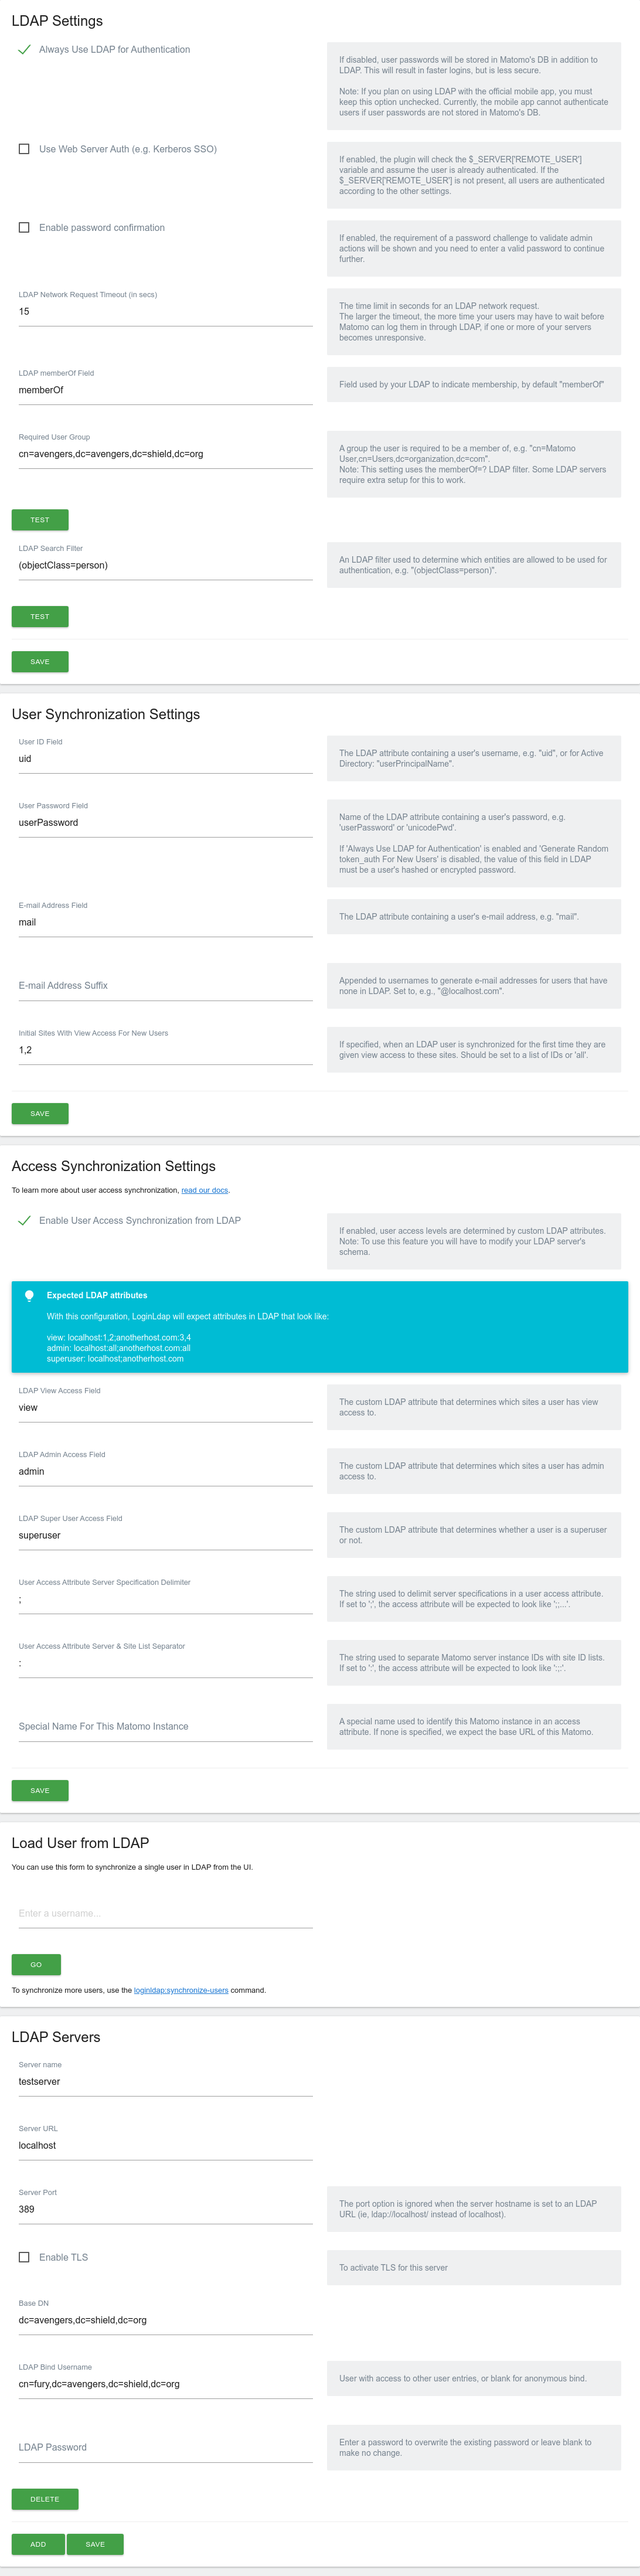 LDAP Settings
Always Use LDAP for Authentication
If disabled, user passwords will be stored in Matomo's DB in addition to
LDAP. This will result in faster logins, but is less secure.
Note: If you plan on using LDAP with the official mobile app, you must
keep this option unchecked. Currently, the mobile app cannot authenticate
users if user passwords are not stored in Matomo's DB.
Use Web Server Auth (e.g. Kerberos SSO)
If enabled, the plugin will check the $_SERVER['REMOTE_USER']
variable and assume the user is already authenticated. If the
$_SERVER['REMOTE_USER'] is not present, all users are authenticated
according to the other settings.
Enable password confirmation
If enabled, the requirement of a password challenge to validate admin
actions will be shown and you need to enter a valid password to continue
further.
LDAP Network Request Timeout (in secs)
15
The time limit in seconds for an LDAP network request.
The larger the timeout, the more time your users may have to wait before
Matomo can log them in through LDAP, if one or more of your servers
becomes unresponsive.
LDAP memberOf Field
memberOf
Field used by your LDAP to indicate membership, by default "memberOf"
Required User Group
cn=avengers,dc=avengers,dc=shield,dc=org
A group the user is required to be a member of, e.g. "cn=Matomo
User,cn=Users,dc=organization,dc=com".
Note: This setting uses the memberOf=? LDAP filter. Some LDAP servers
require extra setup for this to work.
TEST
LDAP Search Filter
(objectClass=person)
An LDAP filter used to determine which entities are allowed to be used for
authentication, e.g. "(objectClass=person)".
TEST
SAVE
User Synchronization Settings
User ID Field
uid
The LDAP attribute containing a user's username, e.g. "uid", or for Active
Directory: "userPrincipalName".
User Password Field
userPassword
Name of the LDAP attribute containing a user's password, e.g.
'userPassword' or 'unicodePwd'.
If 'Always Use LDAP for Authentication' is enabled and 'Generate Random
token_auth For New Users' is disabled, the value of this field in LDAP
must be a user's hashed or encrypted password.
E-mail Address Field
mail
The LDAP attribute containing a user's e-mail address, e.g. "mail".
E-mail Address Suffix
Appended to usernames to generate e-mail addresses for users that have
none in LDAP. Set to, e.g., "@localhost.com".
Initial Sites With View Access For New Users
1,2
If specified, when an LDAP user is synchronized for the first time they are
given view access to these sites. Should be set to a list of IDs or 'all'.
SAVE
Access Synchronization Settings
To learn more about user access synchronization, read our docs.
Enable User Access Synchronization from LDAP
If enabled, user access levels are determined by custom LDAP attributes.
Note: To use this feature you will have to modify your LDAP server's
schema.
Expected LDAP attributes
With this configuration, LoginLdap will expect attributes in LDAP that look like:
view: localhost:1,2;anotherhost.com:3,4
admin: localhost:all;anotherhost.com:all
superuser: localhost;anotherhost.com
LDAP View Access Field
view
The custom LDAP attribute that determines which sites a user has view
access to.
LDAP Admin Access Field
admin
The custom LDAP attribute that determines which sites a user has admin
access to.
LDAP Super User Access Field
superuser
The custom LDAP attribute that determines whether a user is a superuser
or not.
User Access Attribute Server Specification Delimiter
;
The string used to delimit server specifications in a user access attribute.
If set to ';', the access attribute will be expected to look like ';;...'.
User Access Attribute Server & Site List Separator
:
The string used to separate Matomo server instance IDs with site ID lists.
If set to ':', the access attribute will be expected to look like ':;:'.
Special Name For This Matomo Instance
A special name used to identify this Matomo instance in an access
attribute. If none is specified, we expect the base URL of this Matomo.
SAVE
Load User from LDAP
You can use this form to synchronize a single user in LDAP from the UI.
Enter a username...
GO
To synchronize more users, use the loginldap:synchronize-users command.
LDAP Servers
Server name
testserver
Server URL
localhost
Server Port
389
The port option is ignored when the server hostname is set to an LDAP
URL (ie, ldap://localhost/ instead of localhost).
Enable TLS
To activate TLS for this server
Base DN
dc=avengers,dc=shield,dc=org
LDAP Bind Username
cn=fury,dc=avengers,dc=shield,dc=org
User with access to other user entries, or blank for anonymous bind.
LDAP Password
Enter a password to overwrite the existing password or leave blank to
make no change.
DELETE
ADD SAVE